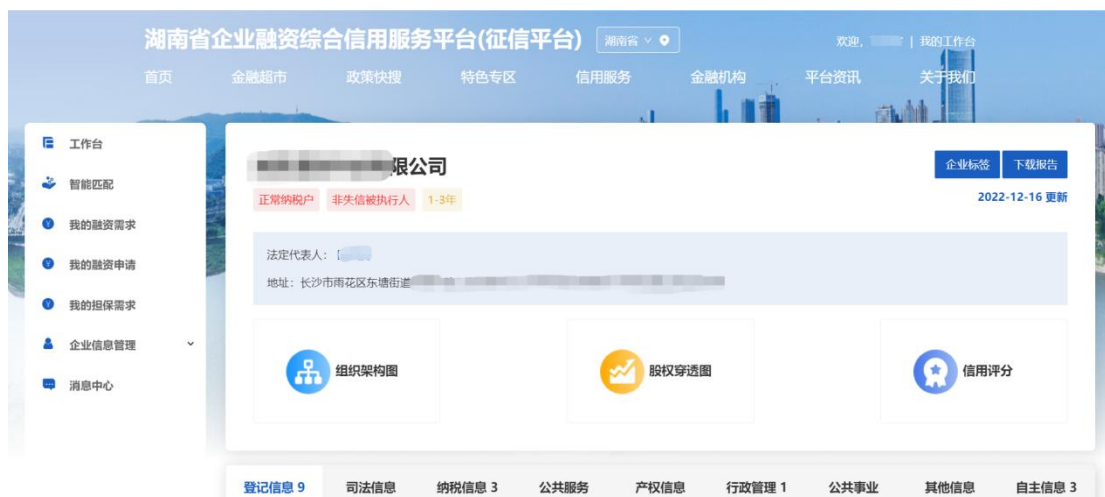 湖南省企业融资综合信用服务平台(征信平台) 湖南省
欢迎, | 我的工作台
首页 金融超市 政策快搜 特色专区 信用服务 金融机构 平台资讯 关于我们
工作台
智能匹配
我的融资需求
我的融资申请
我的担保需求
企业信息管理
消息中心
限公司
企业标签 下载报告
正常纳税户 非失信被执行人 1-3年
2022-12-16 更新
法定代表人:
地址: 长沙市雨花区东塘街道
组织架构图 股权穿透图 信用评分
登记信息 9 司法信息 纳税信息 3 公共服务 产权信息 行政管理 1 公共事业 其他信息 自主信息 3